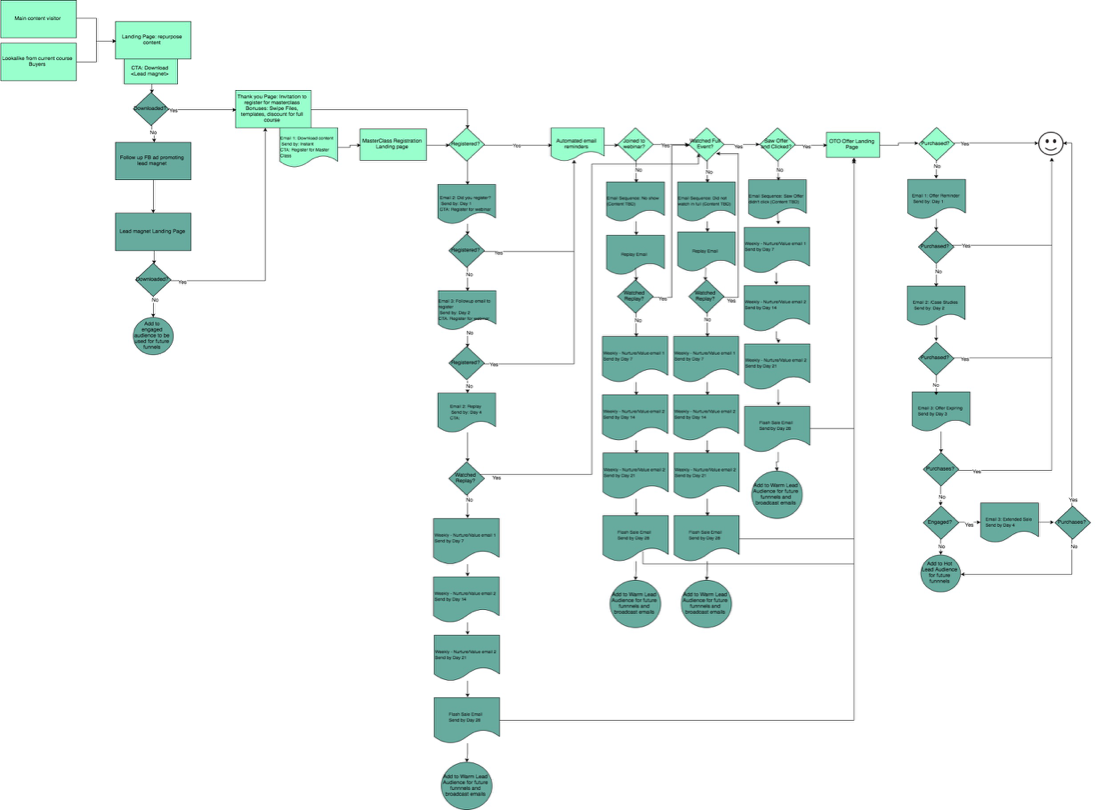 Main content visitor
Lookalike from current course
Buyers
Landing Page: repurpose
content
CTA: Download
<Lead magnet>
Downloaded?
Yes
No
Follow up FB ad promoting
lead magnet
Lead magnet Landing Page
Downloaded?
Yes
No
Add to
engaged
audience to be
used for future
funnels
Thank you Page: Invitation to
register for masterclass
Bonuses: Swipe Files,
templates, discount for full
course
Email 1: Download content
Send by: Instant
CTA: Register for Master
Class
MasterClass Registration
Landing page
Registered?
Yes
No
Email 2: Did you register?
Send by: Day 1
CTA: Register for webinar
Registered?
Yes
No
Email 3: Followup email to
register
Send by: Day 2
CTA: Register for webinar
No
Registered?
Yes
No
Email 2: Replay
Send by: Day 4
CTA:
Watched
Replay?
Yes
No
Weekly - Nurture/Value email 1
Send by Day 7
Weekly - Nurture/Value email 2
Send by Day 14
Weekly - Nurture/Value email
Send by Day 21
Flash Sale Email
Send by Day 28
Add to Warm Lead
Audience for future
funnnels and
broadcast emails
Automated email
reminders
Joined to
webinar?
Yes
No
Email Sequence: No show
(Content TBD)
Replay Email
Watched
Replay?
Yes
No
Weekly - Nurture/Value email 1
Send by Day 7
Weekly - Nurture/Value email 2
Send by Day 14
Weekly - Nurture/Value email 2
Send by Day 21
Flash Sale Email
Send by Day 28
Add to Warm Lead
Audience for future
funnnels and
broadcast emails
Watched Full
Event?
Yes
No
Email Sequence: Did not
watch in full (Content TBD)
Replay Email
Watched
Replay?
Yes
No
Weekly - Nurture/Value email 1
Send by Day 7
Weekly - Nurture/Value email 2
Send by Day 14
Weekly - Nurture/Value email 2
Send by Day 21
Flash Sale Email
Send by Day 28
Add to Warm Lead
Audience for future
funnnels and
broadcast emails
Saw Offer
and Clicked?
Yes
No
Email Sequence: Saw Offer
didn't click (Content TBD)
Weekly - Nurture/Value email 1
Send by Day 7
Weekly - Nurture/Value email 2
Send by Day 14
Weekly - Nurture/Value email 2
Send by Day 21
Flash Sale Email
Send by Day 28
Add to Warm Lead
Audience for future
funnnels and
broadcast emails
OTO Offer Landing
Page
Purchased?
Yes
No
Email 1: Offer Reminder
Send by: Day 1
Purchased?
Yes
No
Email 2: Case Studies
Send by: Day 2
Purchased?
Yes
No
Email 3: Offer Expiring
Send by Day 3
Purchases?
Yes
No
Engaged?
Yes
No
Email 3: Extended Sale
Send by Day 4
Purchases?
Yes
No
Add to Hot
Lead Audience
for future
funnnels